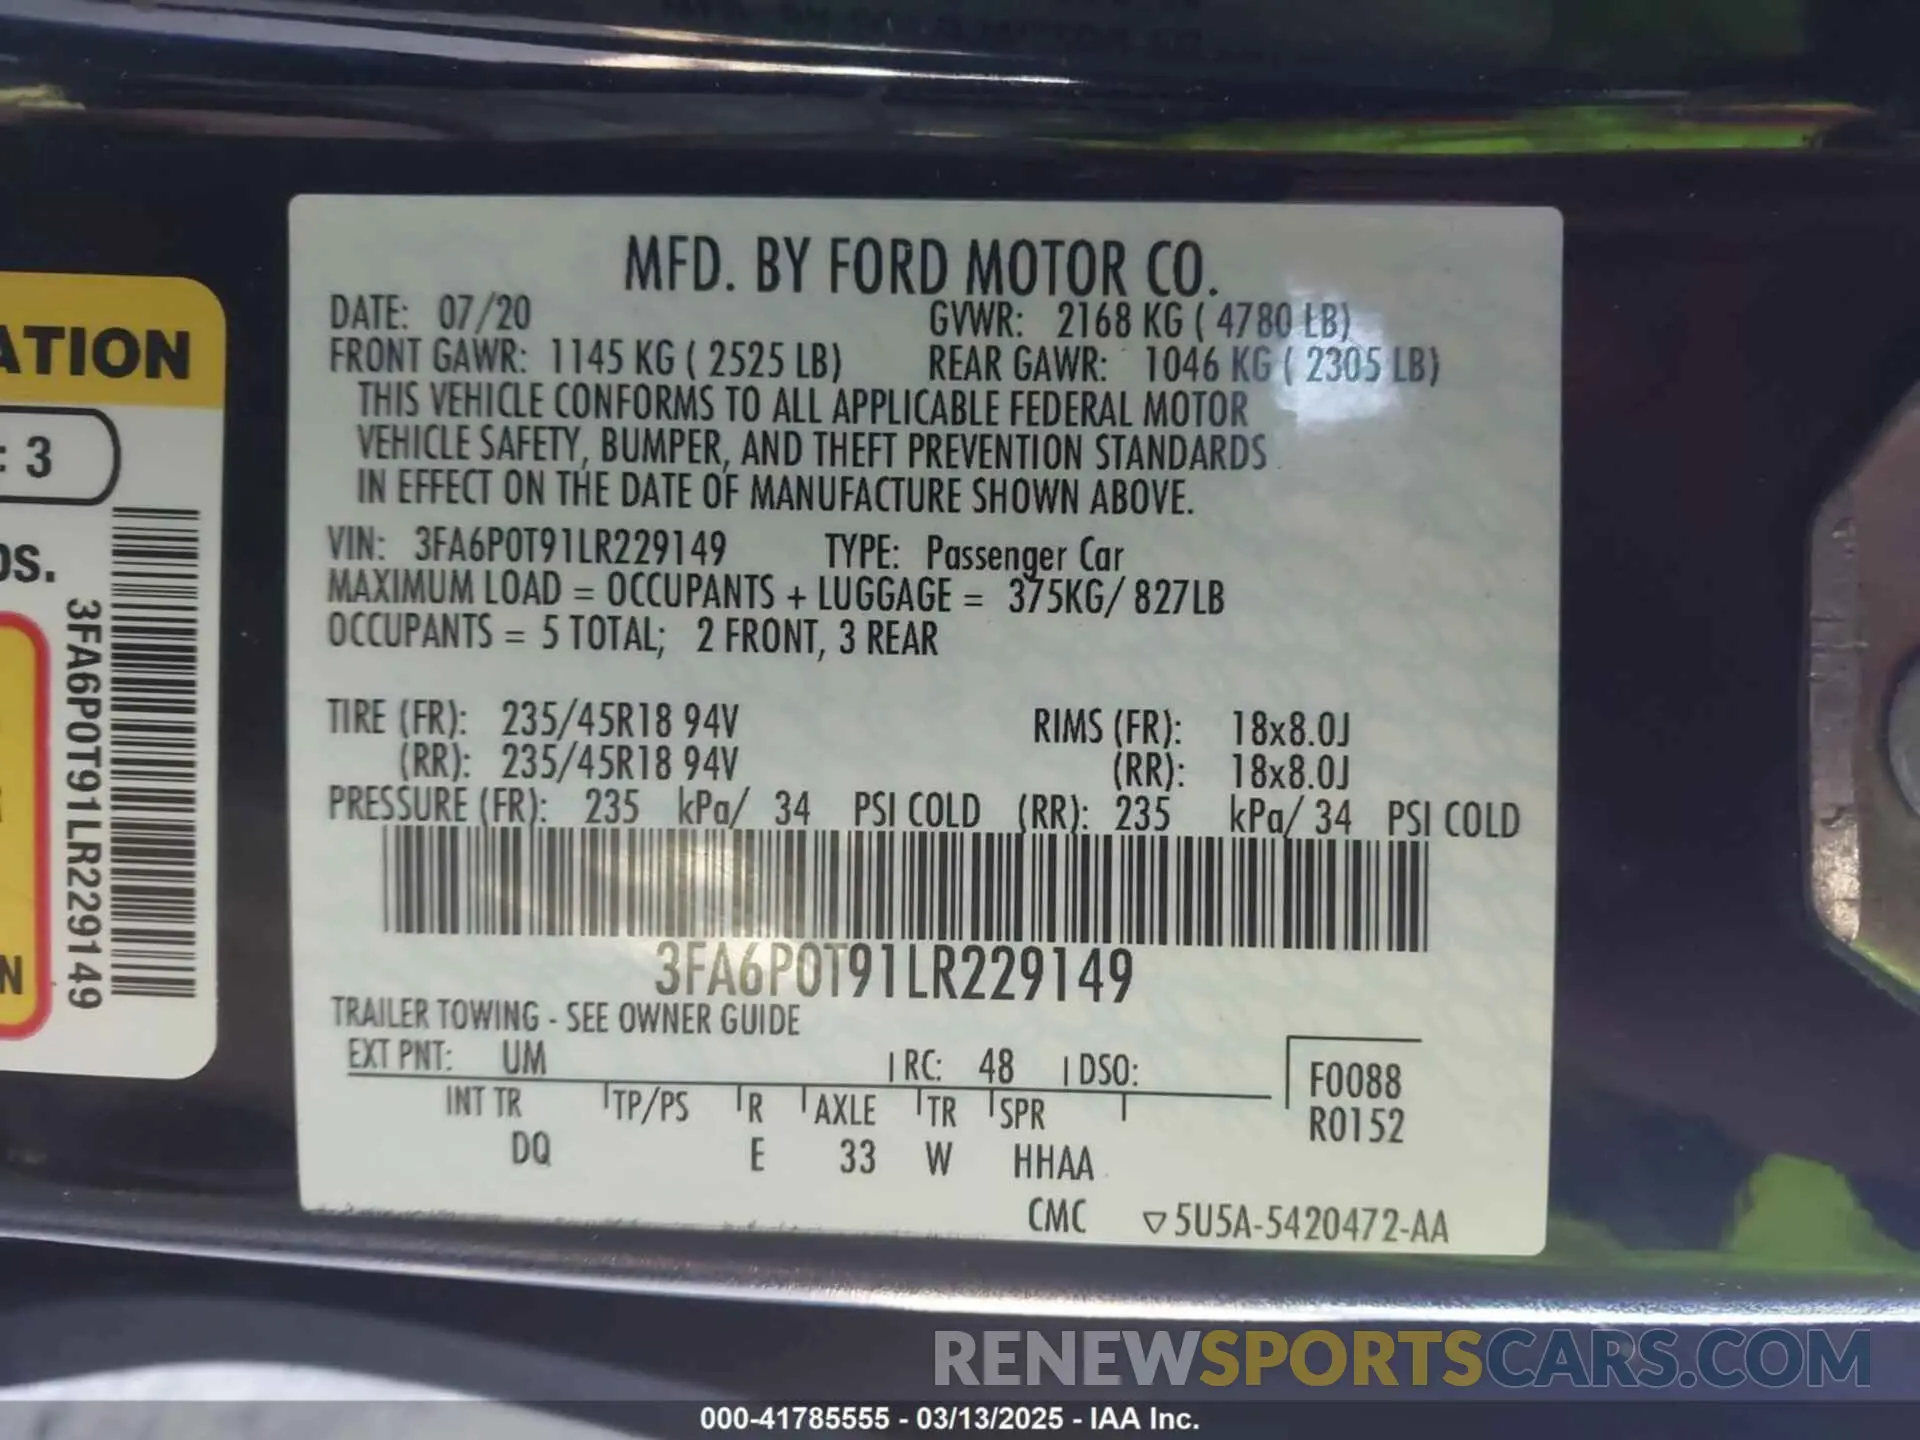 MFD. BY FORD MOTOR CO.
DATE: 07/20 GVWR: 2168 KG ( 4780 LB)
FRONT GAWR: 1145 KG ( 2525 LB) REAR GAWR: 1046 KG ( 2305 LB)
THIS VEHICLE CONFORMS TO ALL APPLICABLE FEDERAL MOTOR
VEHICLE SAFETY, BUMPER, AND THEFT PREVENTION STANDARDS
IN EFFECT ON THE DATE OF MANUFACTURE SHOWN ABOVE.
VIN: 3FA6P0T91LR229149 TYPE: Passenger Car
MAXIMUM LOAD = OCCUPANTS + LUGGAGE = 375KG/ 827LB
OCCUPANTS = 5 TOTAL; 2 FRONT, 3 REAR
TIRE (FR): 235/45R18 94V RIMS (FR): 18x8.0J
(RR): 235/45R18 94V (RR): 18x8.0J
PRESSURE (FR): 235 kPa/ 34 PSI COLD (RR): 235 kPa/ 34 PSI COLD
3FA6P0T91LR229149
TRAILER TOWING - SEE OWNER GUIDE
EXT PNT: UM RC: 48 DSO: F0088
INT TR TP/PS R AXLE TR SPR R0152
DQ E 33 W HHAA
CMC 5U5A-5420472-AA
ATION
: 3
3FA6P0T91LR229149
RENEWSPORTSCARS.COM
000-41785555 - 03/13/2025 - IAA Inc.